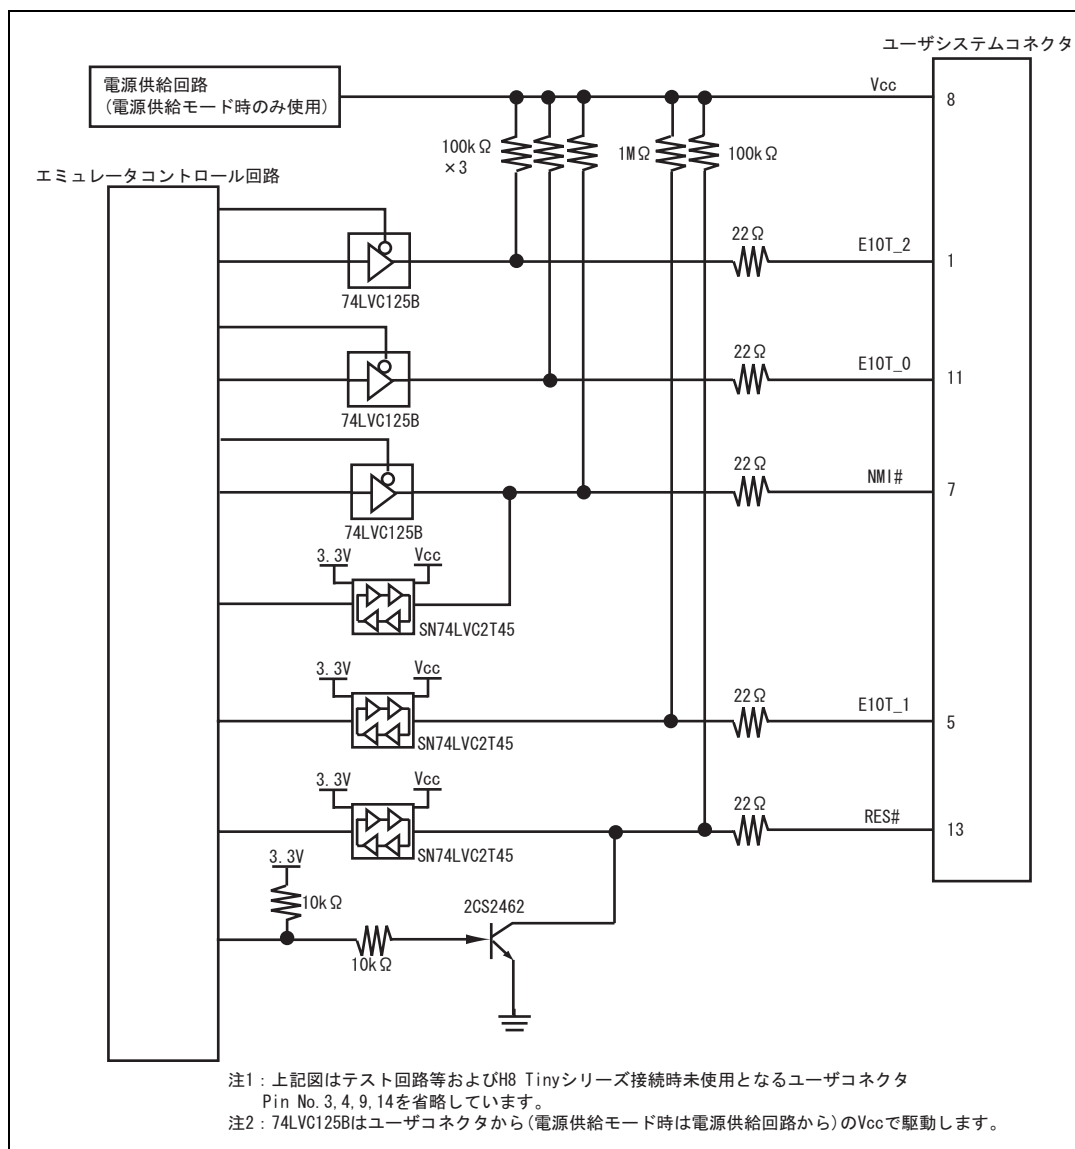 ユーザシステムコネクタ
電源供給回路
(電源供給モード時のみ使用)
Vcc
8
100kΩ
×3
1MΩ
100kΩ
エミュレータコントロール回路
22Ω
E10T_2
1
74LVC125B
22Ω
E10T_0
11
74LVC125B
22Ω
NMI#
7
74LVC125B
3.3V
Vcc
SN74LVC2T45
3.3V
Vcc
22Ω
E10T_1
5
SN74LVC2T45
3.3V
Vcc
22Ω
RES#
13
SN74LVC2T45
3.3V
10kΩ
2CS2462
10kΩ
注1：上記図はテスト回路等およびH8 Tinyシリーズ接続時未使用となるユーザコネクタ
Pin No.3,4,9,14を省略しています。
注2：74LVC125Bはユーザコネクタから(電源供給モード時は電源供給回路から)のVccで駆動します。